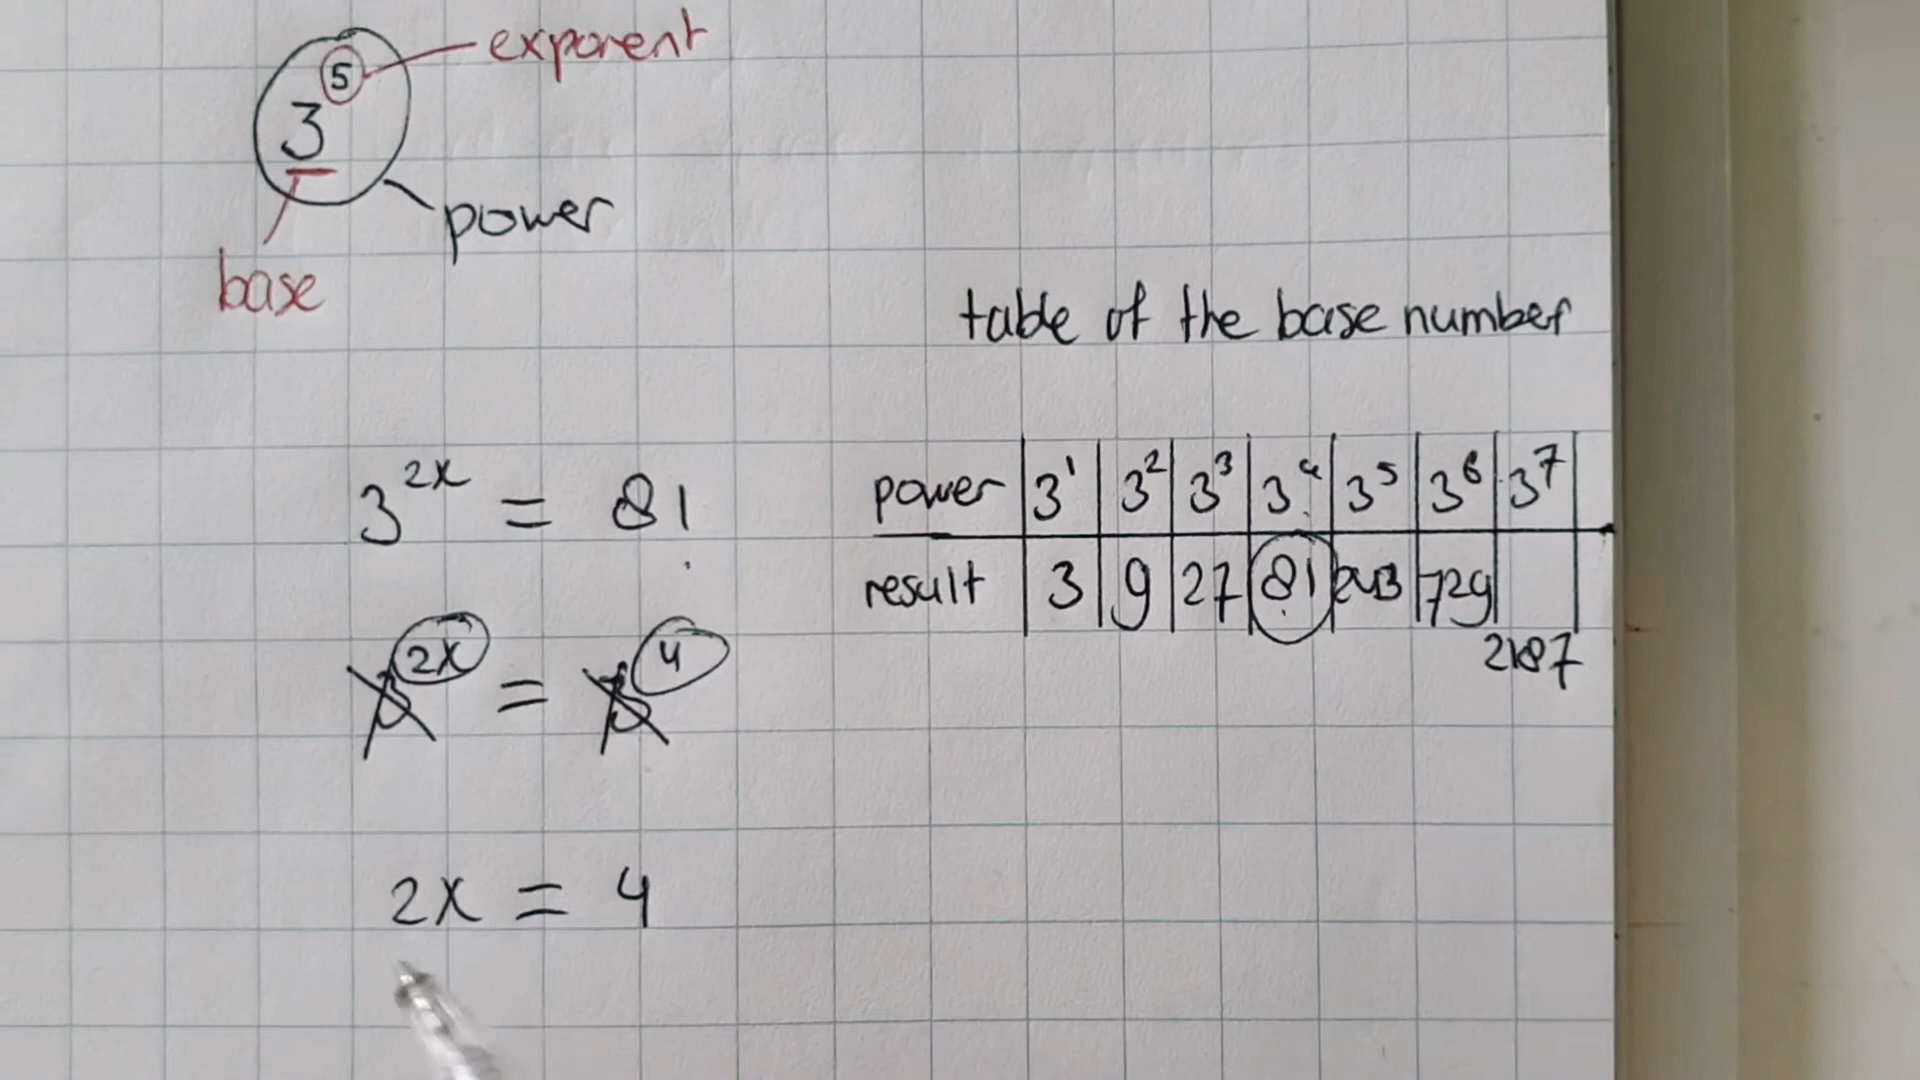 exponent
3⁵
power
base
table of the base number
3²ˣ = 81
power 3¹ 3² 3³ 3⁴ 3⁵ 3⁶ 3⁷
result 3 9 27 81 243 729
2187
3²ˣ = 3⁴
2x = 4